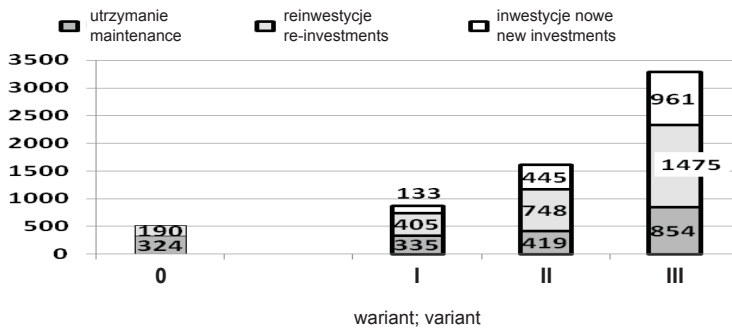 utrzymanie
maintenance
reinwestycje
re-investments
inwestycje nowe
new investments
3500
3000
2500
2000
1500
1000
500
0
190
324
133
405
335
445
748
419
961
1475
854
0 I II III
wariant; variant